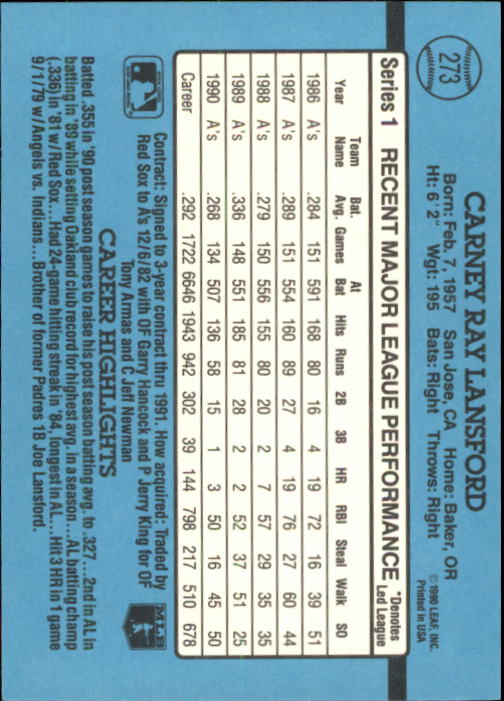 273
CARNEY RAY LANSFORD
©1990 LEAF, INC.
Printed in USA
Born: Feb. 7, 1957 San Jose, CA Home: Baker, OR
Ht: 6' 2" Wgt: 195 Bats: Right Throws: Right
Series 1 RECENT MAJOR LEAGUE PERFORMANCE *Denotes Led League
Year Team Name Bat. Avg. Games At Bat Hits Runs 2B 3B HR RBI Steal Walk SO
1986 A's .284 151 591 168 80 16 4 19 72 16 39 51
1987 A's .289 151 554 160 89 27 4 19 76 27 60 44
1988 A's .279 150 556 155 80 20 2 7 57 29 35 35
1989 A's .336 148 551 185 81 28 2 2 52 37 51 25
1990 A's .268 134 507 136 58 15 1 3 50 16 45 50
Career .292 1722 6646 1943 942 302 39 144 798 217 510 678
Contract: Signed to 3-year contract thru 1991. How acquired: Traded by
Red Sox to A's 12/6/82 with OF Garry Hancock and P Jerry King for OF
Tony Armas and C Jeff Newman
MLB
CAREER HIGHLIGHTS
Batted .355 in '90 post season games to raise his post season batting avg. to .327...2nd in AL in
batting in '89 while setting Oakland club record for highest avg. in a season...AL batting champ
(.336) in '81 w/Red Sox...Had 24-game hitting streak in '84, longest in AL...Hit 3 HR in 1 game
9/1/79 w/Angels vs. Indians...Brother of former Padres 1B Joe Lansford.